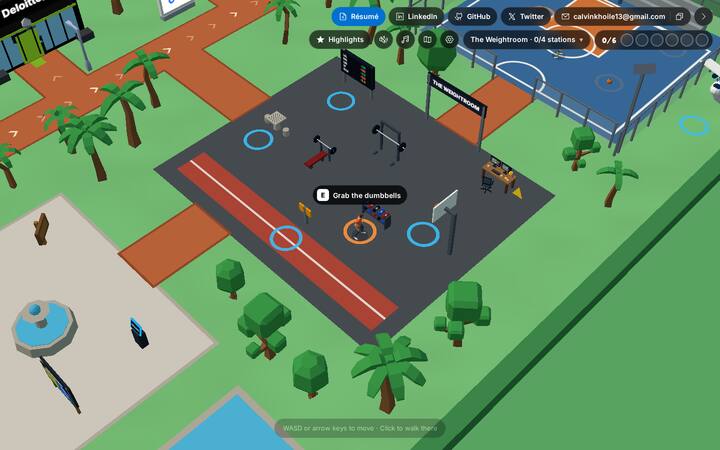 Deloitte
Résumé
LinkedIn
GitHub
Twitter
calvinkhoile13@gmail.com
Highlights
The Weightroom · 0/4 stations
0/6
THE WEIGHTROOM
E Grab the dumbbells
WASD or arrow keys to move · Click to walk there